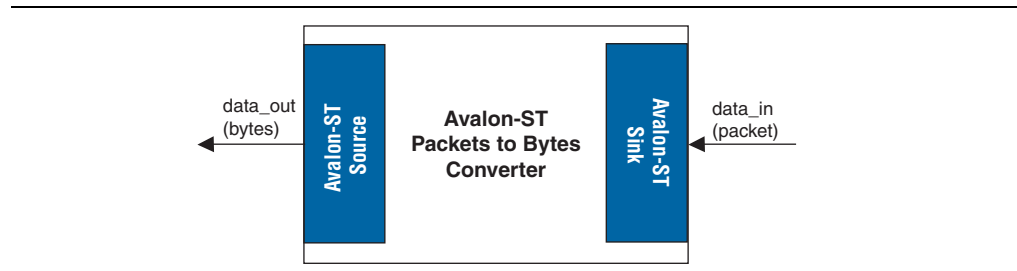 data_out
(bytes)
Avalon-ST
Source
Avalon-ST
Packets to Bytes
Converter
Avalon-ST
Sink
data_in
(packet)